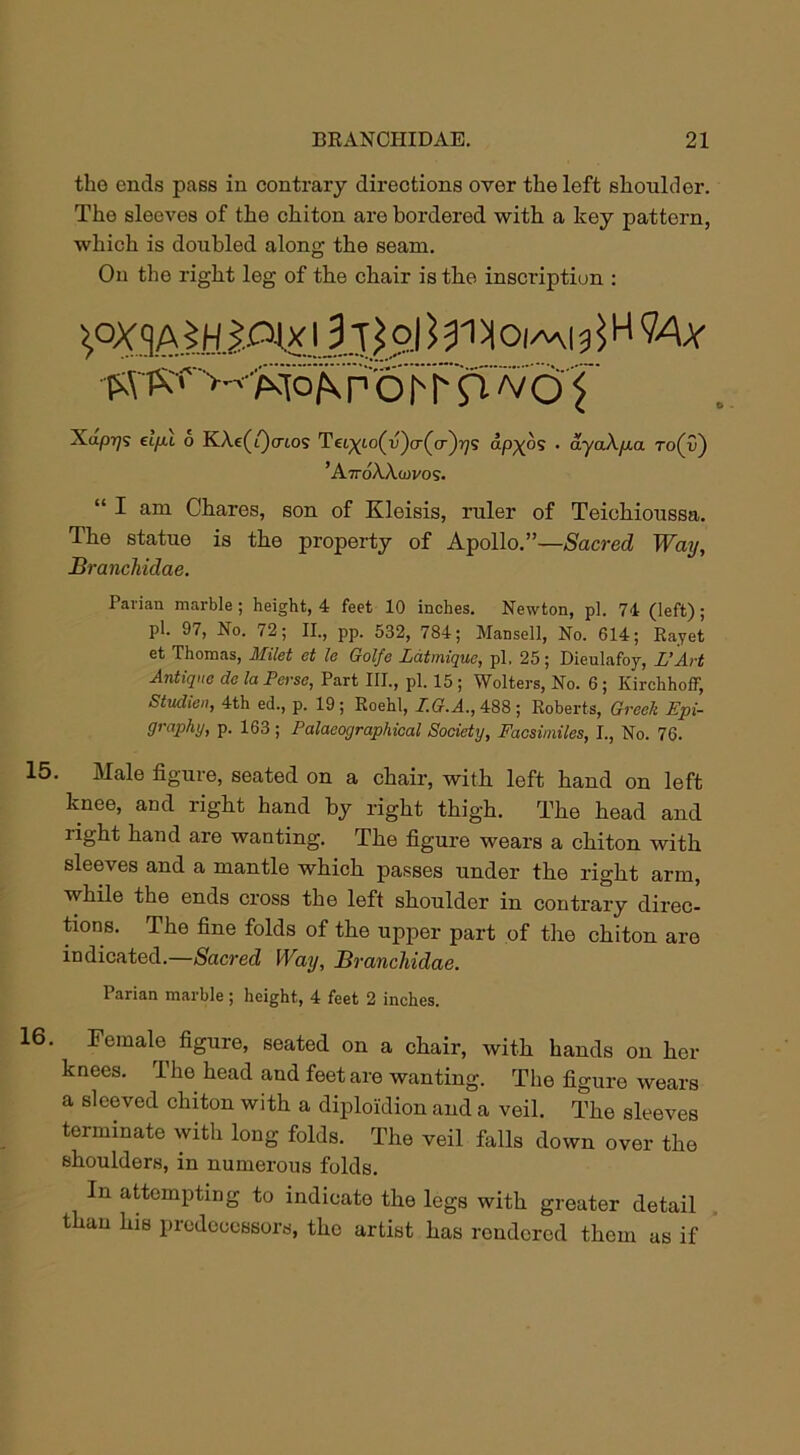 BRANCHIDAE. 21
the ends pass in contrary directions over the left shoulder.
The sleeves of the chiton are bordered with a key pattern,
which is doubled along the seam.
On the right leg of the chair is the inscription :
Χάρης εἰμὶ ὁ Κλε(ί)σιος Τειχιο(ύ)σ(σ)ης ἀρχός . ἄγαλμα το(ῦ)
Ἀπόλλωνος.
“ I am Chares, son of Kleisis, ruler of Teichioussa.
The statue is the property of Apollo.”—Sacred Way,
Branchidae.
Parian marble ; height, 4 feet 10 inches. Newton, pl. 74 (left) ;
pl. 97, No. 72 ; II., pp. 532, 784 ; Mansell, No. 614 ; Rayet
et Thomas, Milet et le Golfe Latmique, pl. 25 ; Dieulafoy, L’Art
Antique de la Perse, Part III., pl. 15 ; Wolters, No. 6 ; Kirchhoff,
Studien, 4th ed., p. 19 ; Roehl, I.G.A., 488 ; Roberts, Greek Epi-
graphy, p. 163 ; Palaeographical Society, Facsimiles, I., No. 76.
15. Male figure, seated on a chair, with left hand on left
knee, and right hand by right thigh. The head and
right hand are wanting. The figure wears a chiton with
sleeves and a mantle which passes under the right arm,
while the ends cross the left shoulder in contrary direc-
tions. The fine folds of the upper part of the chiton are
indicated.—Sacred Way, Branchidae.
Parian marble ; height, 4 feet 2 inches.
16. Female figure, seated on a chair, with hands on her
knees. The head and feet are wanting. The figure wears
a sleeved chiton with a diploïdion and a veil. The sleeves
terminate with long folds. The veil falls down over the
shoulders, in numerous folds.
In attempting to indicate the legs with greater detail
than his predecessors, the artist has rendered them as if